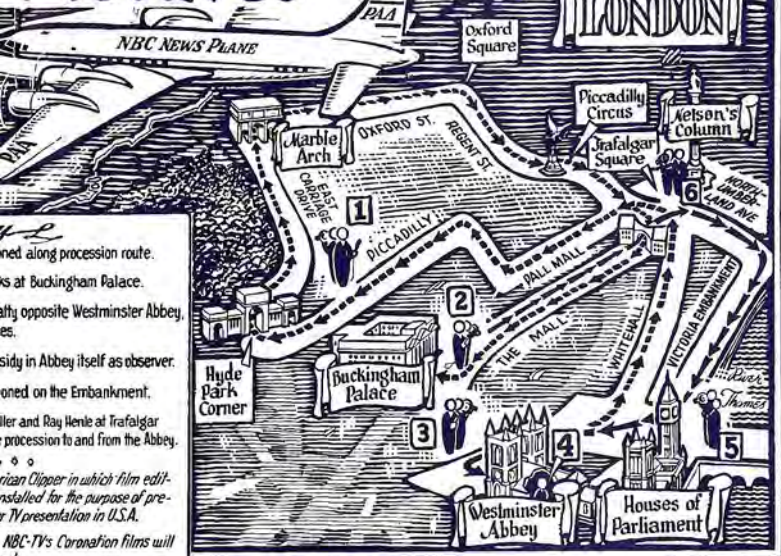 PAA
NBC NEWS PLANE
PAA
LONDON
Oxford
Square
Piccadilly
Circus
Nelson's
Column
Trafalgar
Square
Marble
Arch
OXFORD ST.
REGENT ST.
EAST
CARRIAGE
DRIVE
1
PICCADILLY
6
NORTH-
UMBER-
LAND AVE
PALL MALL
2
THE MALL
WHITEHALL
VICTORIA EMBANKMENT
Hyde
Park
Corner
Buckingham
Palace
River
Thames
3
4
5
Westminster
Abbey
Houses of
Parliament
oned along procession route.
ks at Buckingham Palace.
atty opposite Westminster Abbey,
es.
sidy in Abbey itself as observer.
oned on the Embankment.
ller and Ray Henle at Trafalgar
e procession to and from the Abbey.
rican Clipper in which film edit-
nstalled for the purpose of pre-
r TV presentation in U.S.A.
NBC-TV's Coronation films will